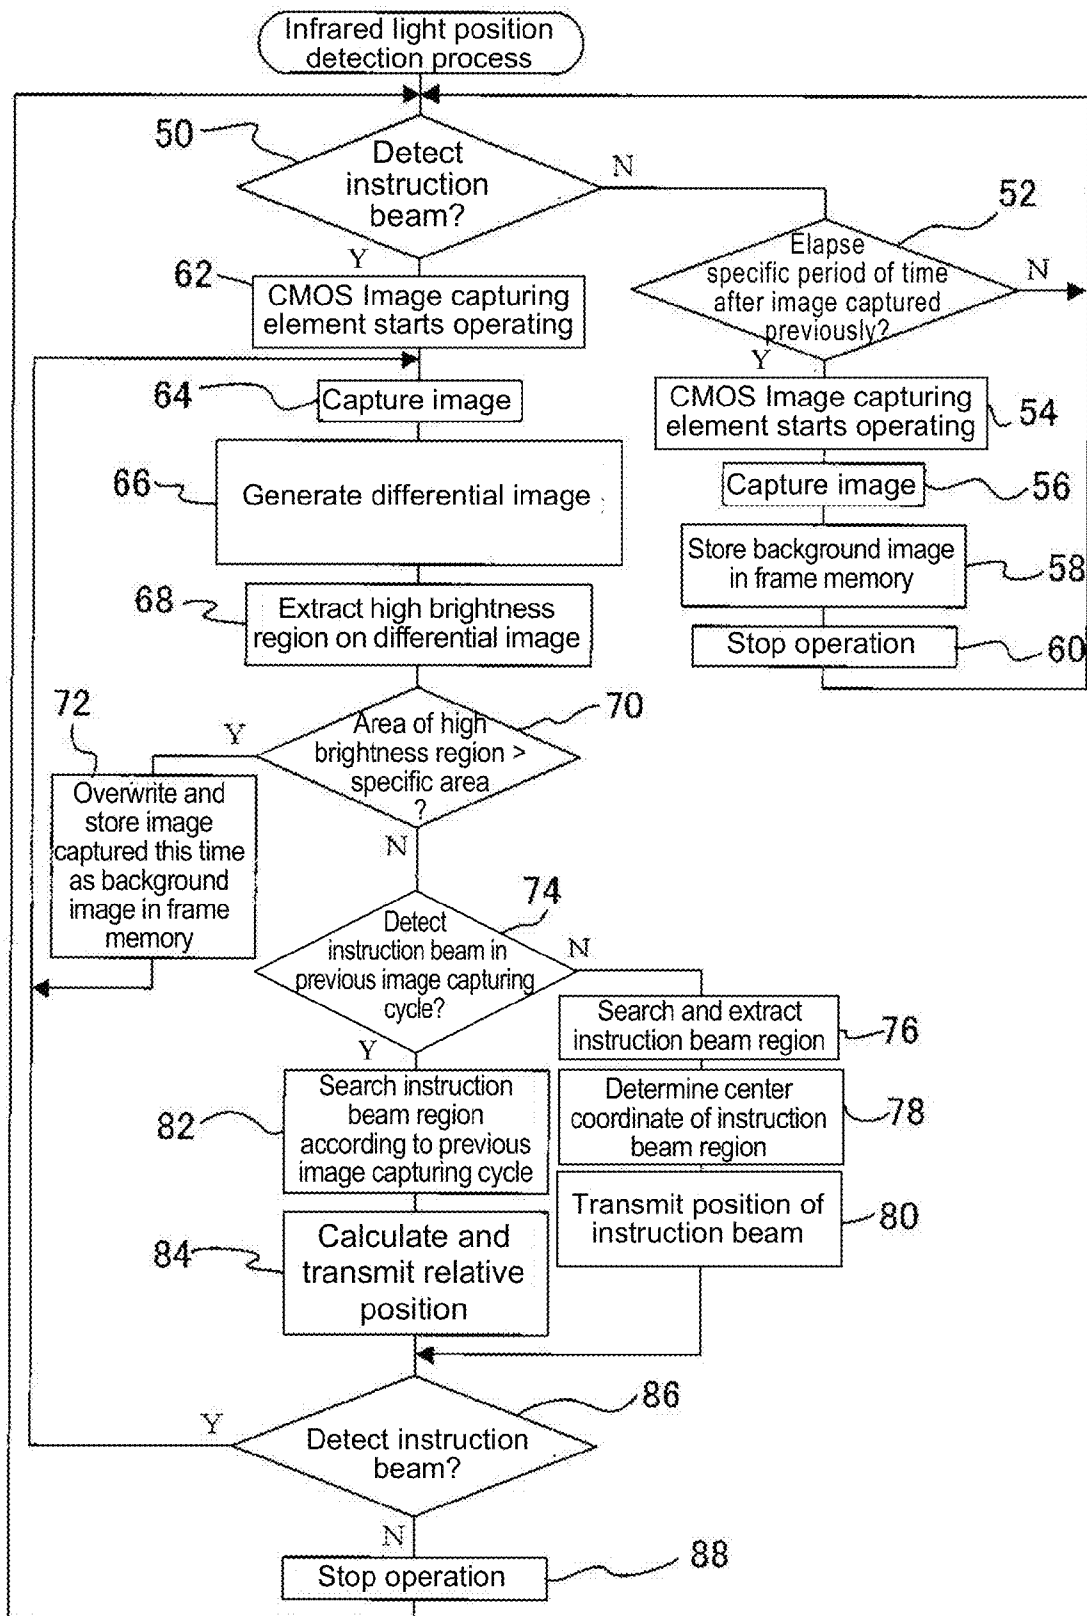 Infrared light position
detection process
50
Detect
instruction
beam?
N
Y
52
Elapse
specific period of time
after image captured
previously?
N
Y
62
CMOS Image capturing
element starts operating
64
Capture image
CMOS Image capturing
element starts operating
54
66
Generate differential image
Capture image
56
Store background image
in frame memory
58
68
Extract high brightness
region on differential image
Stop operation
60
70
Area of high
brightness region >
specific area
?
Y
N
72
Overwrite and
store image
captured this time
as background
image in frame
memory
74
Detect
instruction beam in
previous image capturing
cycle?
N
Y
Search and extract
instruction beam region
76
Determine center
coordinate of instruction
beam region
78
82
Search instruction
beam region
according to previous
image capturing cycle
Transmit position of
instruction beam
80
84
Calculate and
transmit relative
position
86
Detect instruction
beam?
Y
N
Stop operation
88